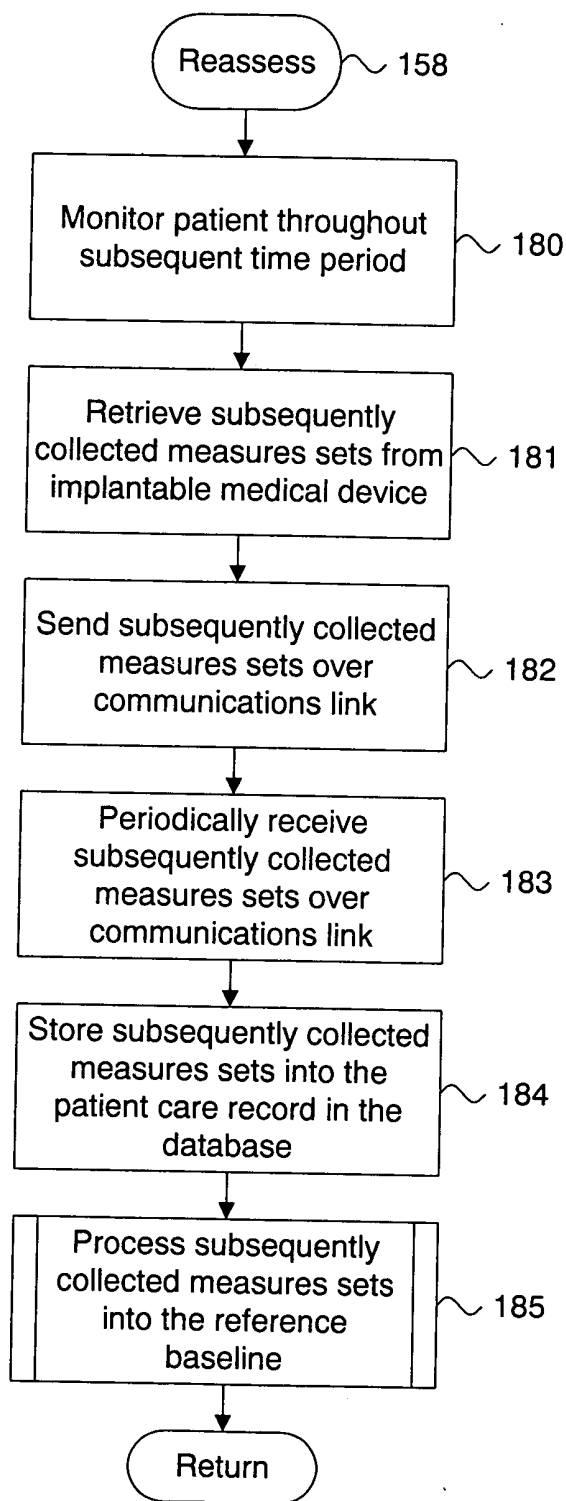 Reassess
158
Monitor patient throughout
subsequent time period
180
Retrieve subsequently
collected measures sets from
implantable medical device
181
Send subsequently collected
measures sets over
communications link
182
Periodically receive
subsequently collected
measures sets over
communications link
183
Store subsequently collected
measures sets into the
patient care record in the
database
184
Process subsequently
collected measures sets
into the reference
baseline
185
Return